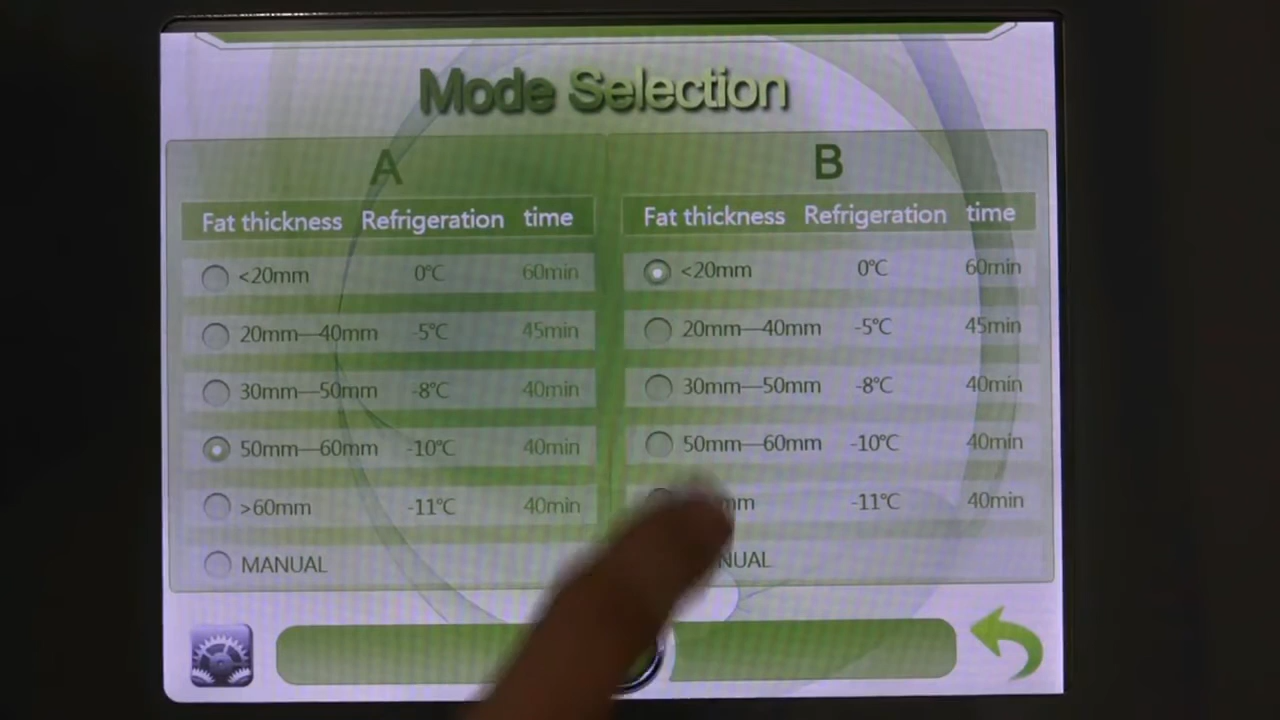 Mode Selection
A
Fat thickness Refrigeration time
<20mm 0℃ 60min
20mm—40mm -5℃ 45min
30mm—50mm -8℃ 40min
50mm—60mm -10℃ 40min
>60mm -11℃ 40min
MANUAL
B
Fat thickness Refrigeration time
<20mm 0℃ 60min
20mm—40mm -5℃ 45min
30mm—50mm -8℃ 40min
50mm—60mm -10℃ 40min
-11℃ 40min